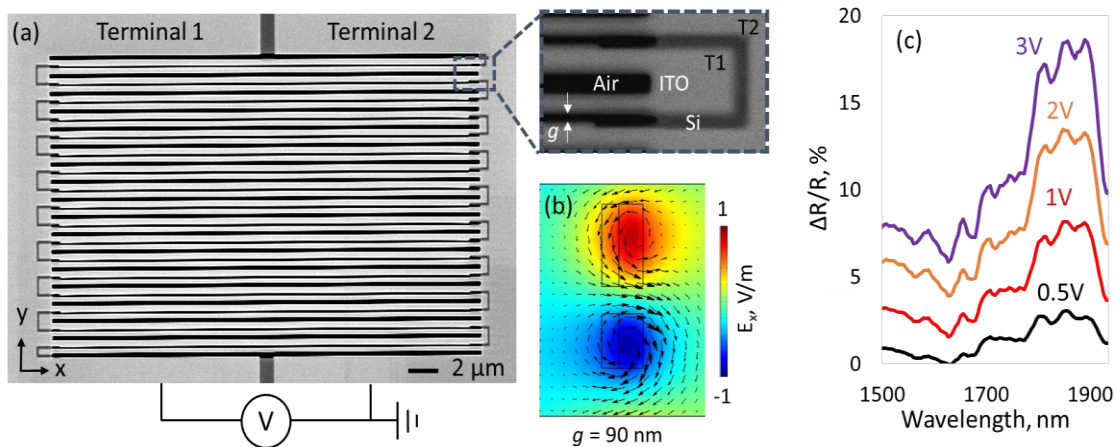 (a)
Terminal 1
Terminal 2
y
x
2 μm
V
T2
T1
Air
ITO
g
Si
(b)
1
Eₓ, V/m
-1
g = 90 nm
(c)
20
15
10
5
0
ΔR/R, %
3V
2V
1V
0.5V
1500
1700
1900
Wavelength, nm